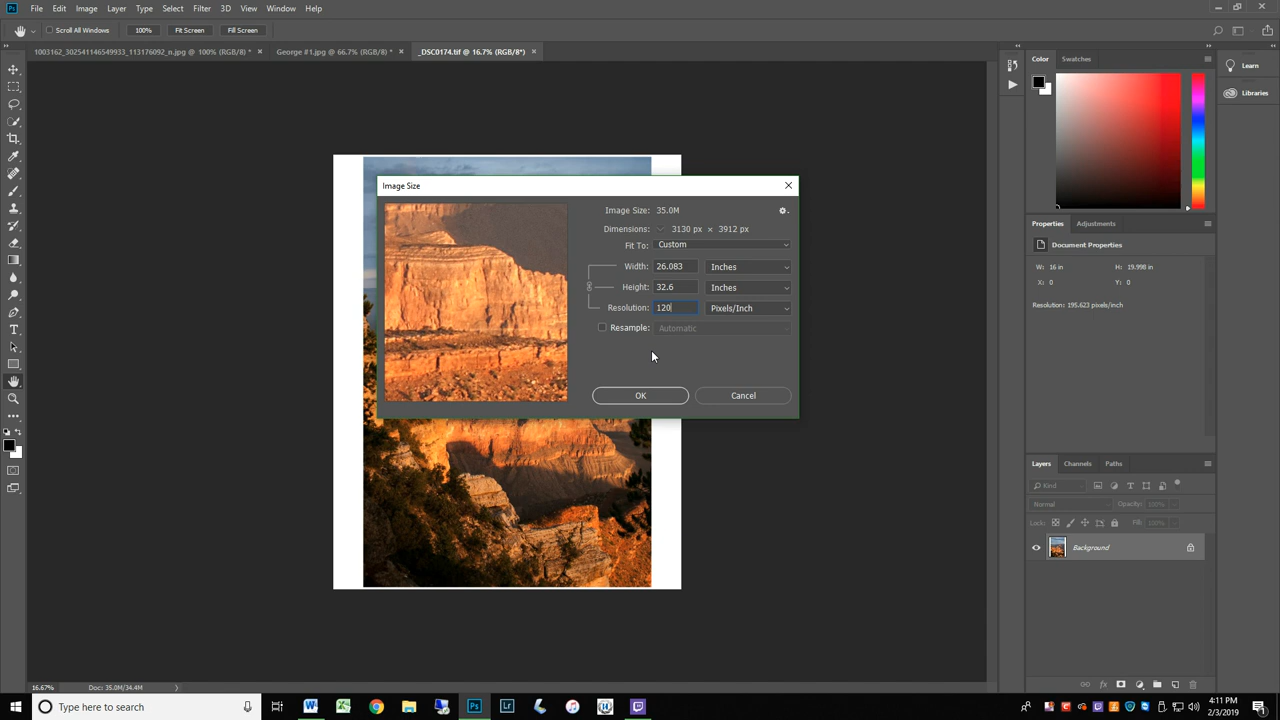 File Edit Image Layer Type Select Filter 3D View Window Help
Scroll All Windows 100% Fit Screen Fill Screen
1003162_302541146549933_113176092_n.jpg @ 100% (RGB/8) * × George #1.jpg @ 66.7% (RGB/8) * × _DSC0174.tif @ 16.7% (RGB/8*) ×
Color Swatches
Learn
Libraries
Image Size
Image Size: 35.0M
Dimensions: 3130 px × 3912 px
Fit To: Custom
Width: 26.083 Inches
Height: 32.6 Inches
Resolution: 120 Pixels/Inch
Resample: Automatic
OK Cancel
Properties Adjustments
Document Properties
W: 16 in H: 19.998 in
X: 0 Y: 0
Resolution: 195.623 pixels/inch
Layers Channels Paths
Kind
Normal Opacity: 100%
Lock: Fill: 100%
Background
16.67% Doc: 35.0M/34.4M
Type here to search
4:11 PM
2/3/2019